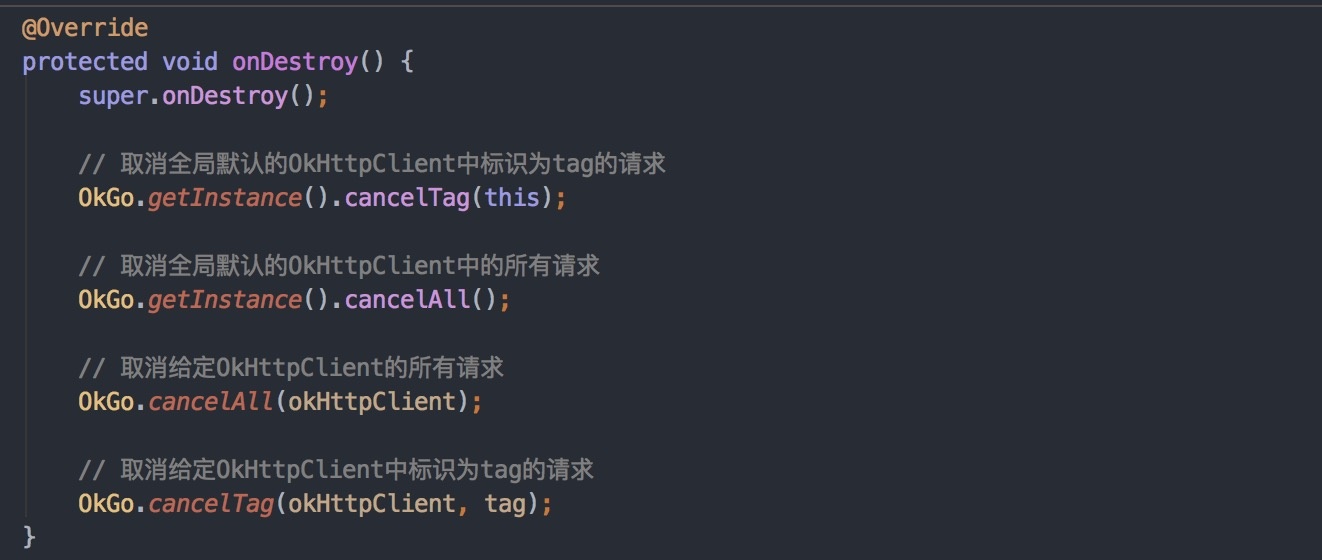 @Override
protected void onDestroy() {
super.onDestroy();
// 取消全局默认的OkHttpClient中标识为tag的请求
OkGo.getInstance().cancelTag(this);
// 取消全局默认的OkHttpClient中的所有请求
OkGo.getInstance().cancelAll();
// 取消给定OkHttpClient的所有请求
OkGo.cancelAll(okHttpClient);
// 取消给定OkHttpClient中标识为tag的请求
OkGo.cancelTag(okHttpClient, tag);
}